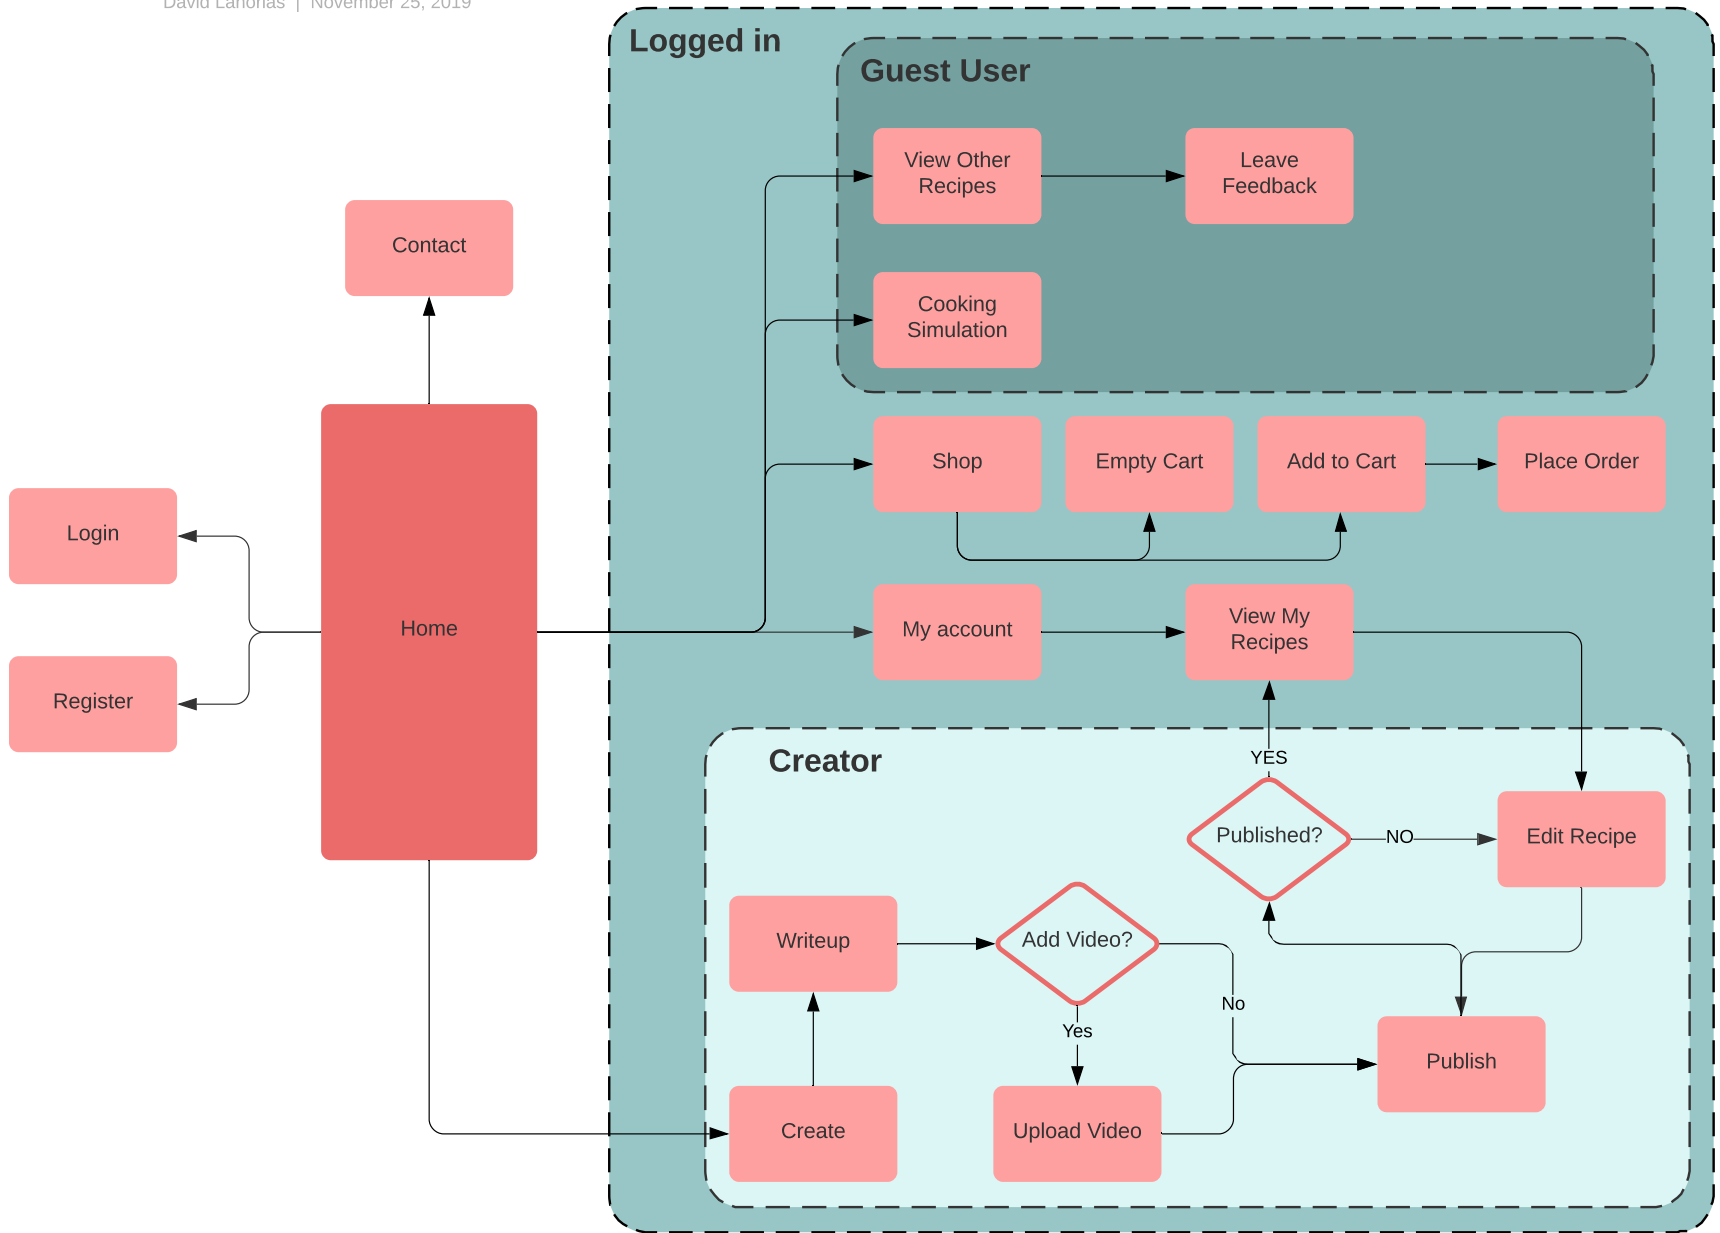 David Lahorias | November 25, 2019
Logged in
Guest User
View Other
Recipes
Leave
Feedback
Contact
Cooking
Simulation
Shop
Empty Cart
Add to Cart
Place Order
Login
Home
My account
View My
Recipes
Register
Creator
YES
Published?
NO
Edit Recipe
Writeup
Add Video?
No
Yes
Publish
Create
Upload Video